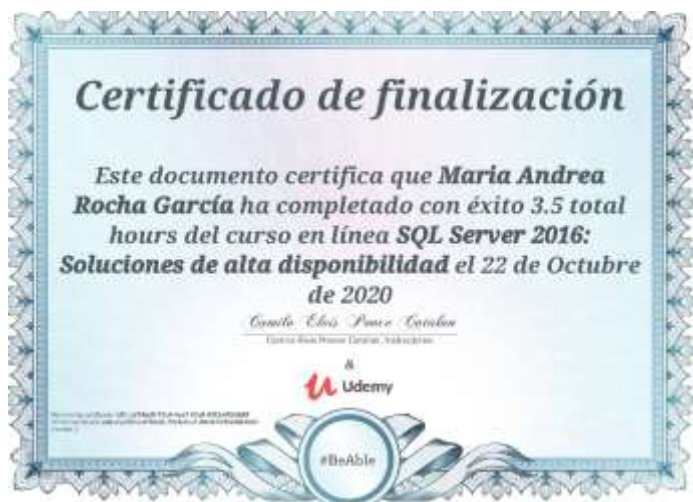 Certificado de finalización
Este documento certifica que Maria Andrea
Rocha García ha completado con éxito 3.5 total
hours del curso en línea SQL Server 2016:
Soluciones de alta disponibilidad el 22 de Octubre
de 2020
&
Udemy
#BeAble